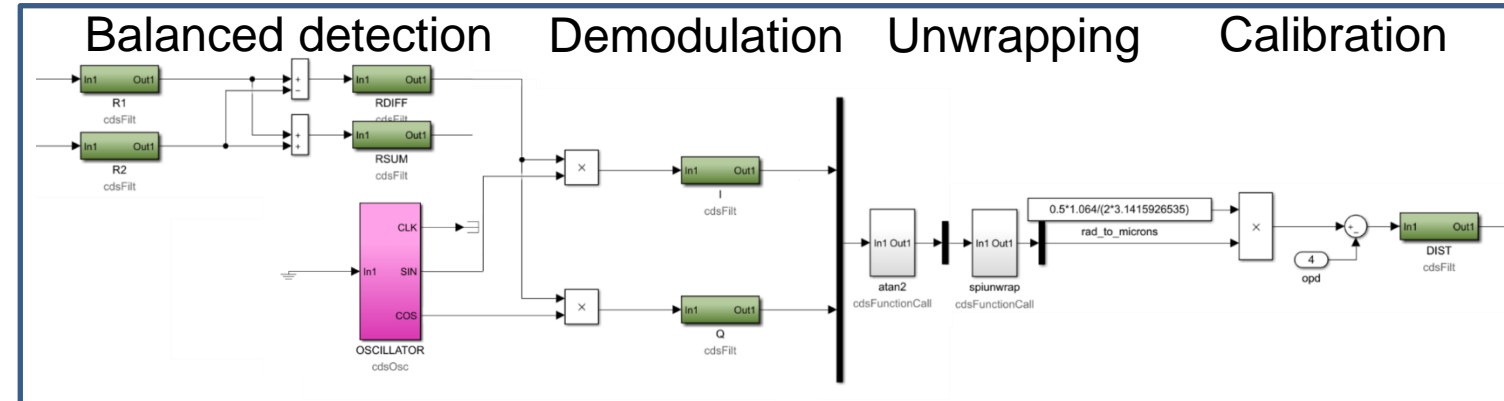 Balanced detection
Demodulation
Unwrapping
Calibration
In1 Out1
R1
cdsFilt
In1 Out1
R2
cdsFilt
+
−
+
+
In1 Out1
RDIFF
cdsFilt
In1 Out1
RSUM
cdsFilt
In1
CLK
SIN
COS
OSCILLATOR
cdsOsc
×
×
In1 Out1
I
cdsFilt
In1 Out1
Q
cdsFilt
In1 Out1
atan2
cdsFunctionCall
In1 Out1
spiunwrap
cdsFunctionCall
0.5*1.064/(2*3.1415926535)
rad_to_microns
×
+
−
4
opd
In1 Out1
DIST
cdsFilt